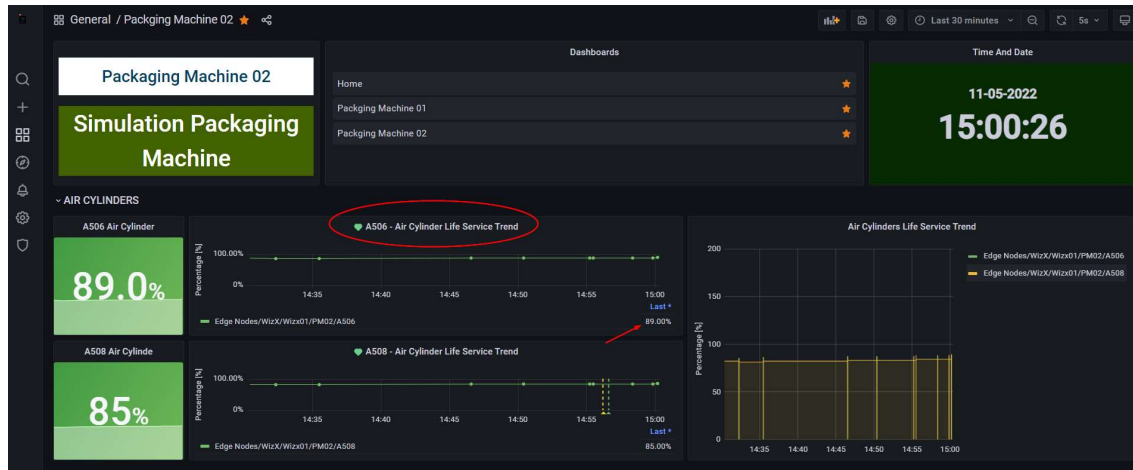 General / Packging Machine 02
Last 30 minutes
5s
Packaging Machine 02
Simulation Packaging
Machine
Dashboards
Home
Packging Machine 01
Packging Machine 02
Time And Date
11-05-2022
15:00:26
AIR CYLINDERS
A506 Air Cylinder
89.0%
A506 - Air Cylinder Life Service Trend
Percentage [%]
100.00%
0%
14:35 14:40 14:45 14:50 14:55 15:00
Last *
Edge Nodes/WizX/Wizx01/PM02/A506 89.00%
A508 Air Cylinde
85%
A508 - Air Cylinder Life Service Trend
Percentage [%]
100.00%
0%
14:35 14:40 14:45 14:50 14:55 15:00
Last *
Edge Nodes/WizX/Wizx01/PM02/A508 85.00%
Air Cylinders Life Service Trend
Percentage [%]
200
150
100
50
0
14:35 14:40 14:45 14:50 14:55 15:00
Edge Nodes/WizX/Wizx01/PM02/A506
Edge Nodes/WizX/Wizx01/PM02/A508